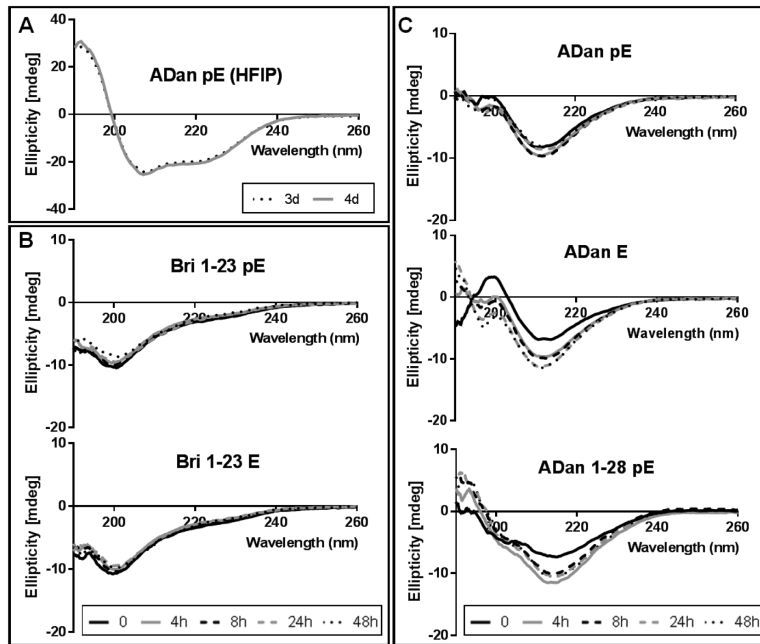 A
ADan pE (HFIP)
Ellipticity [mdeg]
40
20
0
-20
-40
200
220
240
260
Wavelength (nm)
3d
4d
B
Bri 1-23 pE
Ellipticity [mdeg]
10
0
-10
-20
200
220
240
260
Wavelength (nm)
Bri 1-23 E
Ellipticity [mdeg]
10
0
-10
-20
200
220
240
260
Wavelength (nm)
0
4h
8h
24h
48h
C
ADan pE
Ellipticity [mdeg]
10
0
-10
-20
200
220
240
260
Wavelength (nm)
ADan E
Ellipticity [mdeg]
10
0
-10
-20
200
220
240
260
Wavelength (nm)
ADan 1-28 pE
Ellipticity [mdeg]
10
5
0
-10
-20
200
220
240
260
Wavelength (nm)
0
4h
8h
24h
48h